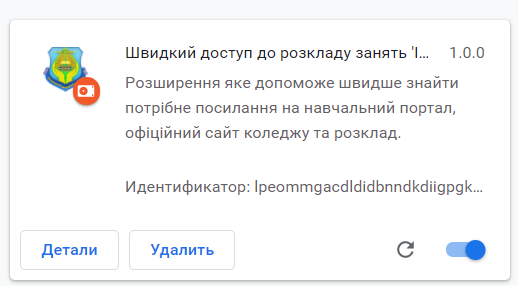 Швидкий доступ до розкладу занять 'І... 1.0.0
Розширення яке допоможе швидше знайти
потрібне посилання на навчальний портал,
офіційний сайт коледжу та розклад.
Идентификатор: lpeommgacdldidbnndkdiigpgk...
Детали Удалить